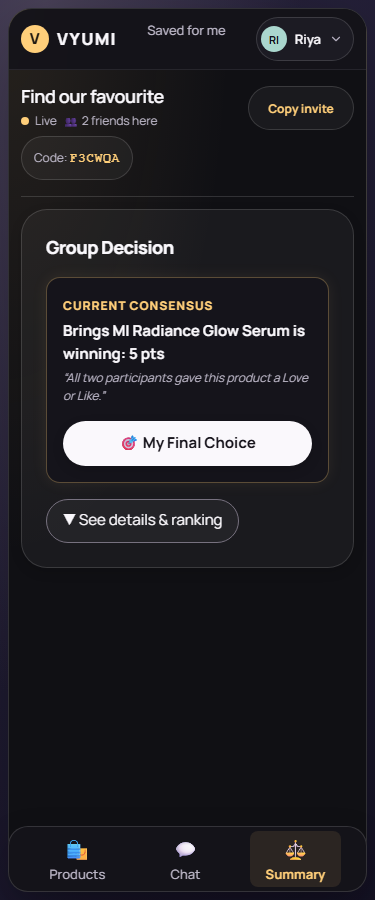 V VYUMI
Saved for me
RI Riya
Find our favourite
Live 2 friends here
Copy invite
Code: F3CWQA
Group Decision
CURRENT CONSENSUS
Brings MI Radiance Glow Serum is
winning: 5 pts
“All two participants gave this product a Love
or Like.”
My Final Choice
▼ See details & ranking
Products
Chat
Summary